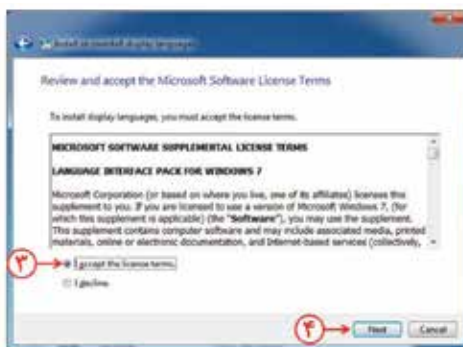 Install or uninstall display languages
Review and accept the Microsoft Software License Terms
To install display languages, you must accept the license terms.
MICROSOFT SOFTWARE SUPPLEMENTAL LICENSE TERMS
LANGUAGE INTERFACE PACK FOR WINDOWS 7
Microsoft Corporation (or based on where you live, one of its affiliates) licenses this
supplement to you. If you are licensed to use a version of Microsoft Windows 7, (for
which this supplement is applicable) (the "Software"), you may use the supplement.
This supplement contains computer software and may include associated media, printed
materials, online or electronic documentation, and Internet-based services (collectively,
۳ I accept the license terms.
I decline
۴ Next Cancel